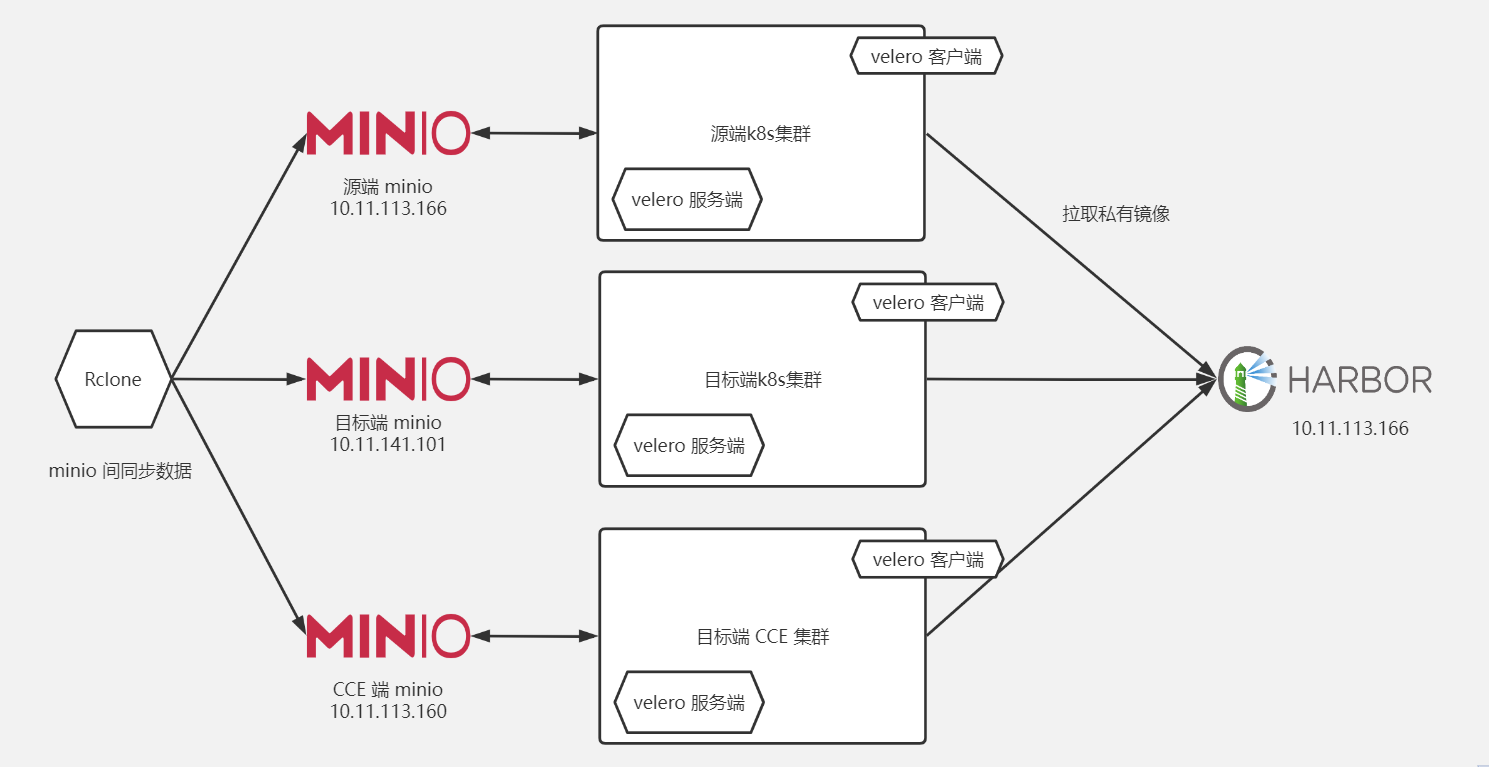 velero 客户端
MINIO
源端k8s集群
源端 minio
10.11.113.166
velero 服务端
拉取私有镜像
velero 客户端
Rclone
MINIO
目标端k8s集群
HARBOR
目标端 minio
10.11.141.101
10.11.113.166
velero 服务端
minio 间同步数据
velero 客户端
MINIO
目标端 CCE 集群
CCE 端 minio
10.11.113.160
velero 服务端